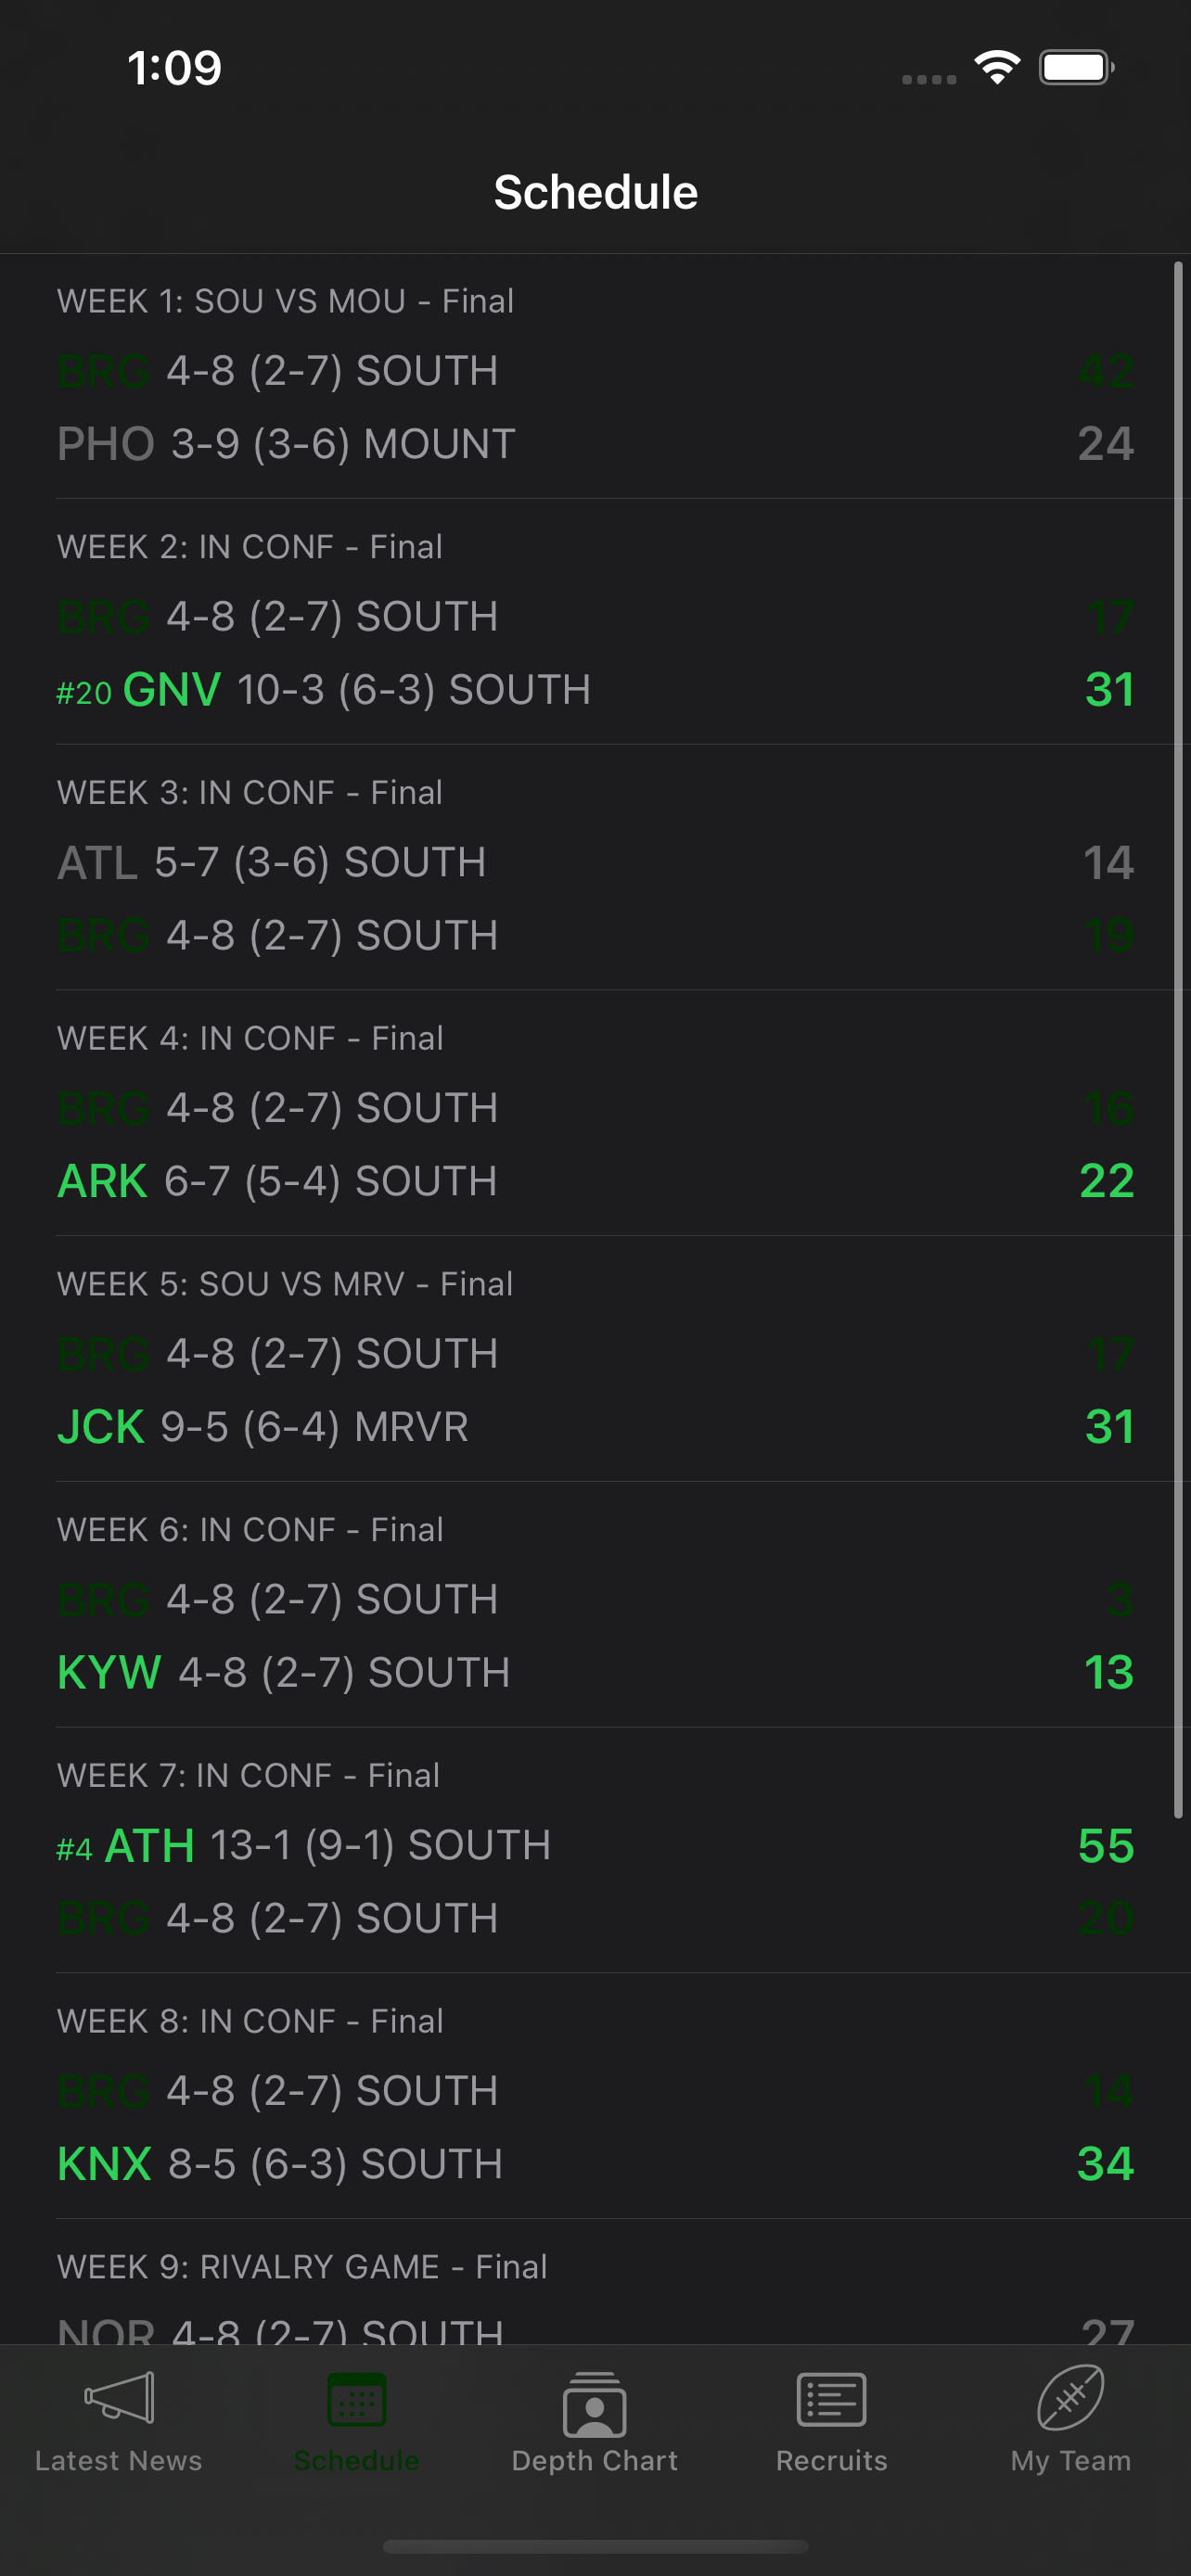 1:09
Schedule
WEEK 1: SOU VS MOU - Final
BRG 4-8 (2-7) SOUTH 42
PHO 3-9 (3-6) MOUNT 24
WEEK 2: IN CONF - Final
BRG 4-8 (2-7) SOUTH 17
#20 GNV 10-3 (6-3) SOUTH 31
WEEK 3: IN CONF - Final
ATL 5-7 (3-6) SOUTH 14
BRG 4-8 (2-7) SOUTH 19
WEEK 4: IN CONF - Final
BRG 4-8 (2-7) SOUTH 16
ARK 6-7 (5-4) SOUTH 22
WEEK 5: SOU VS MRV - Final
BRG 4-8 (2-7) SOUTH 17
JCK 9-5 (6-4) MRVR 31
WEEK 6: IN CONF - Final
BRG 4-8 (2-7) SOUTH 3
KYW 4-8 (2-7) SOUTH 13
WEEK 7: IN CONF - Final
#4 ATH 13-1 (9-1) SOUTH 55
BRG 4-8 (2-7) SOUTH 20
WEEK 8: IN CONF - Final
BRG 4-8 (2-7) SOUTH 14
KNX 8-5 (6-3) SOUTH 34
WEEK 9: RIVALRY GAME - Final
NOR 4-8 (2-7) SOUTH 27
Latest News Schedule Depth Chart Recruits My Team